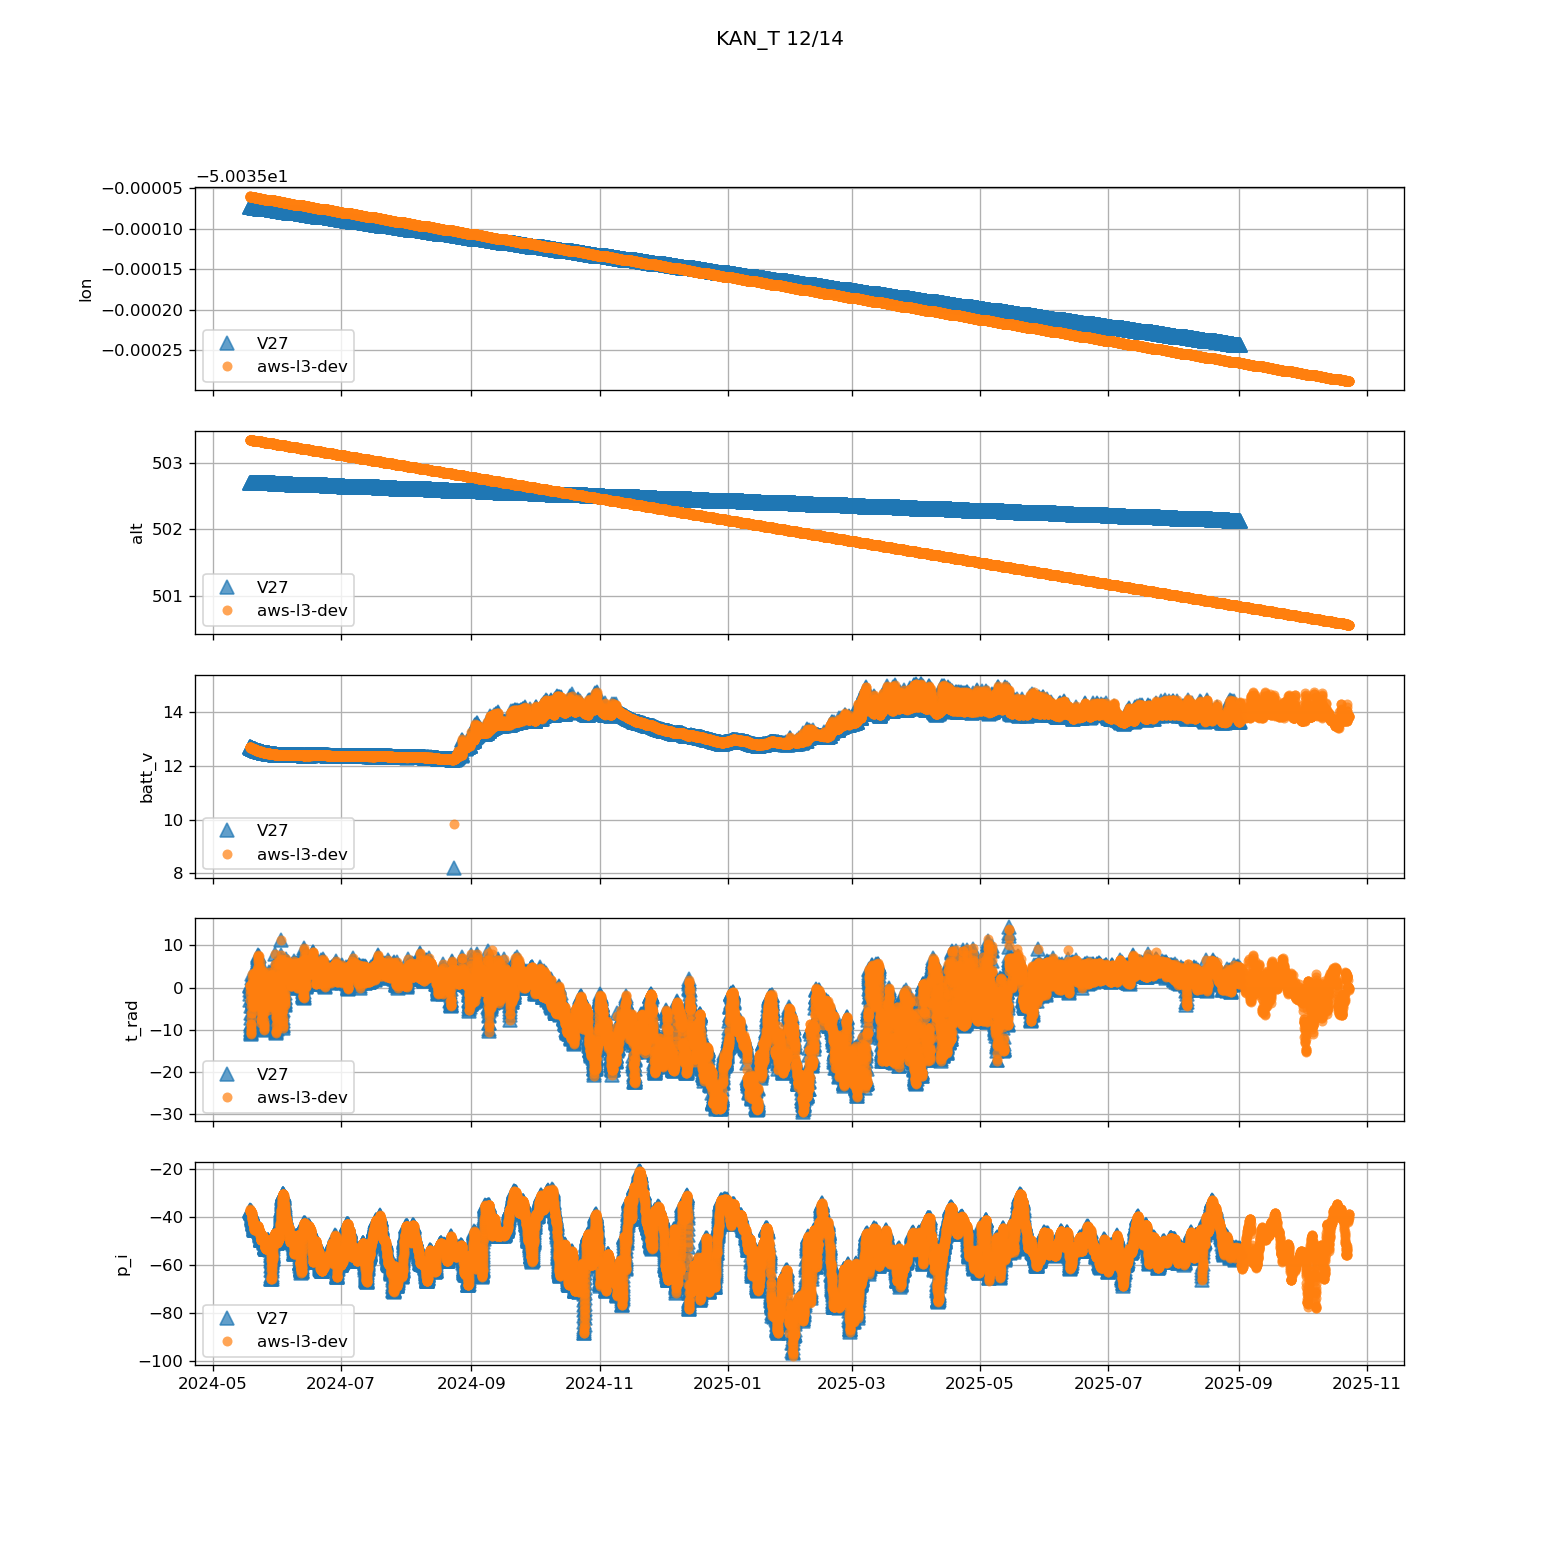 KAN_T 12/14
−5.0035e1
−0.00005
−0.00010
−0.00015
−0.00020
−0.00025
lon
V27
aws-l3-dev
503
502
501
alt
V27
aws-l3-dev
14
12
10
8
batt_v
V27
aws-l3-dev
10
0
−10
−20
−30
t_rad
V27
aws-l3-dev
−20
−40
−60
−80
−100
p_i
V27
aws-l3-dev
2024-05 2024-07 2024-09 2024-11 2025-01 2025-03 2025-05 2025-07 2025-09 2025-11